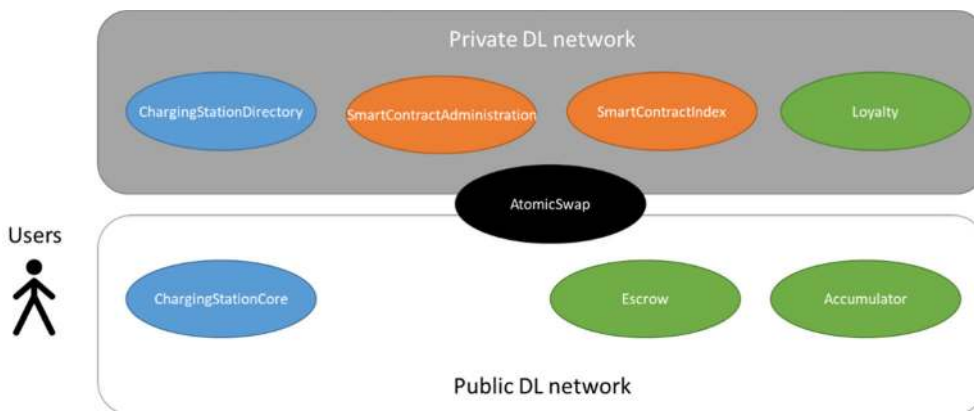 Private DL network
ChargingStationDirectory
SmartContractAdministration
SmartContractIndex
Loyalty
AtomicSwap
Users
ChargingStationCore
Escrow
Accumulator
Public DL network